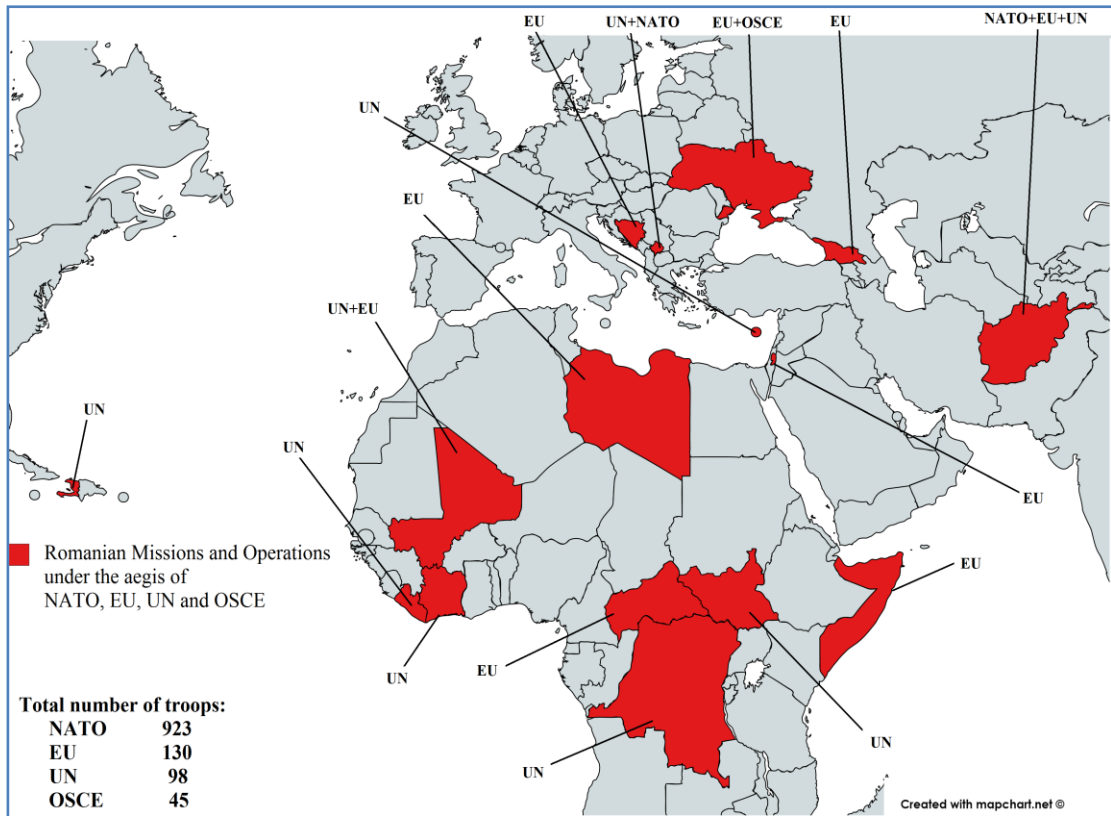 EU
UN+NATO
EU+OSCE
EU
NATO+EU+UN
UN
EU
UN+EU
UN
UN
EU
EU
UN
EU
UN
UN
Romanian Missions and Operations
under the aegis of
NATO, EU, UN and OSCE
Total number of troops:
NATO 923
EU 130
UN 98
OSCE 45
Created with mapchart.net ©